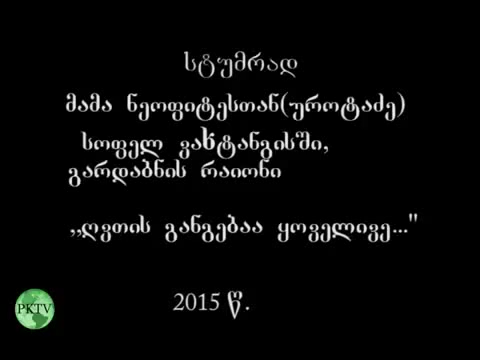 სტუმრად
მამა ნეოფიტესთან(უროტაძე)
სოფელ ვახტანგისში,
გარდაბნის რაიონი
,,ღვთის განგებაა ყოველივე..."
PKTV
2015 წ.